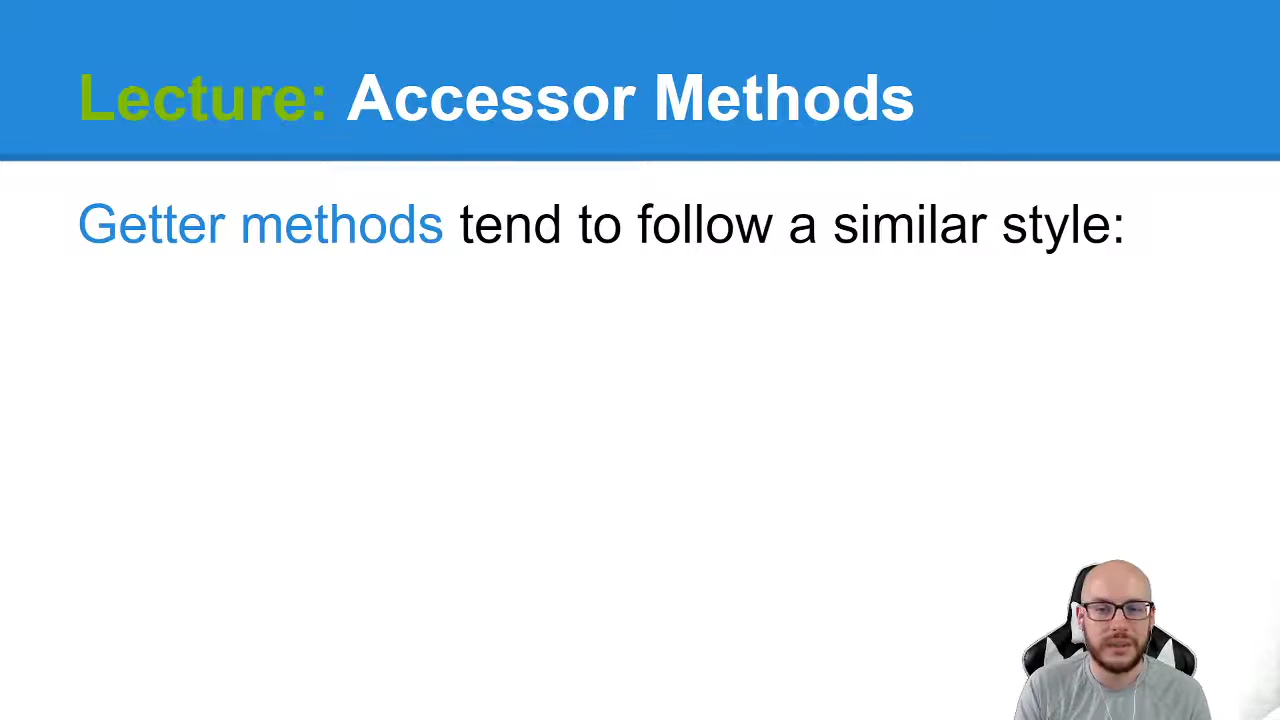 Lecture: Accessor Methods
Getter methods tend to follow a similar style: